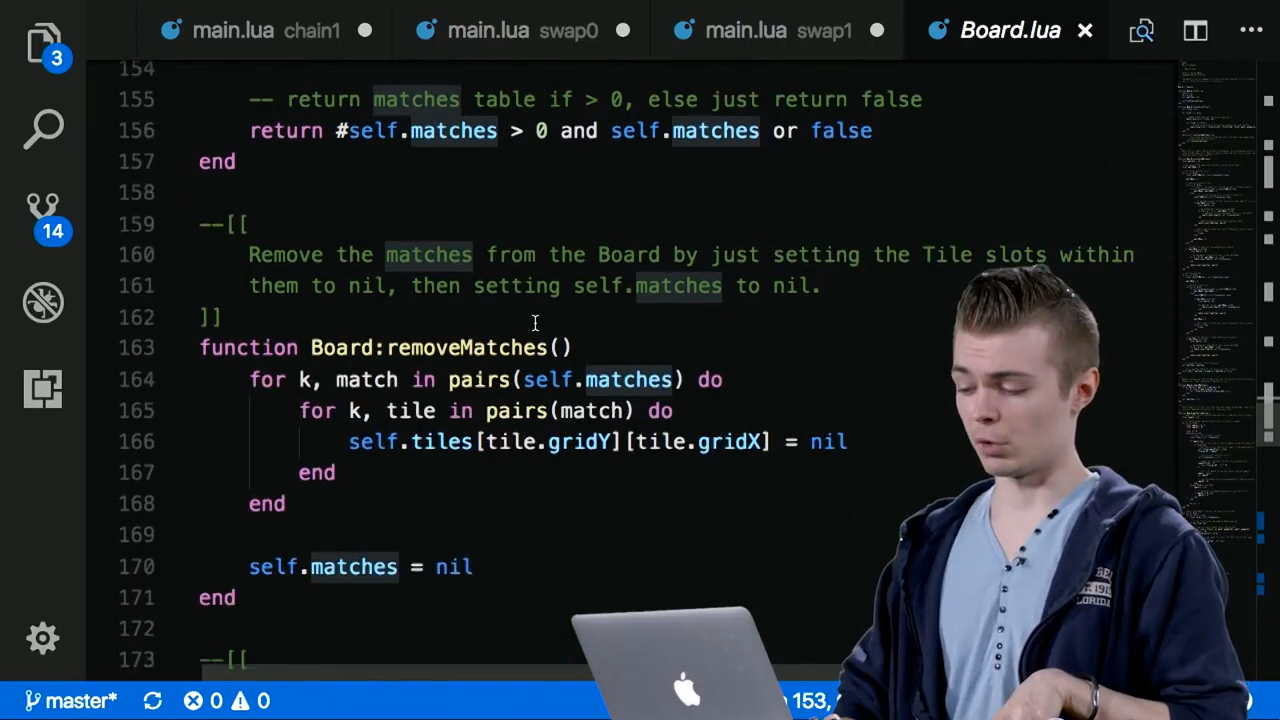 main.lua chain1
main.lua swap0
main.lua swap1
Board.lua
3
14
154
155 -- return matches table if > 0, else just return false
156 return #self.matches > 0 and self.matches or false
157 end
158
159 --[[
160 Remove the matches from the Board by just setting the Tile slots within
161 them to nil, then setting self.matches to nil.
162 ]]
163 function Board:removeMatches()
164 for k, match in pairs(self.matches) do
165 for k, tile in pairs(match) do
166 self.tiles[tile.gridY][tile.gridX] = nil
167 end
168 end
169
170 self.matches = nil
171 end
172
173 --[[
master* 0 0
153,
FLORIDA